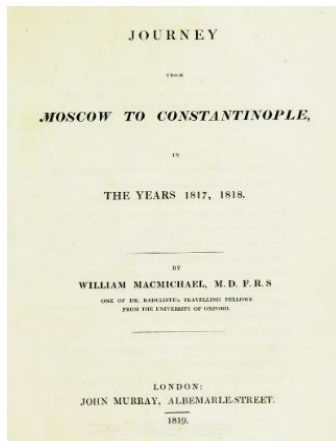 JOURNEY
FROM
MOSCOW TO CONSTANTINOPLE,
IN
THE YEARS 1817, 1818.
BY
WILLIAM MACMICHAEL, M.D. F.R.S
ONE OF DR. RADCLIFFE'S TRAVELLING FELLOWS
FROM THE UNIVERSITY OF OXFORD.
LONDON:
JOHN MURRAY, ALBEMARLE-STREET.
1819.